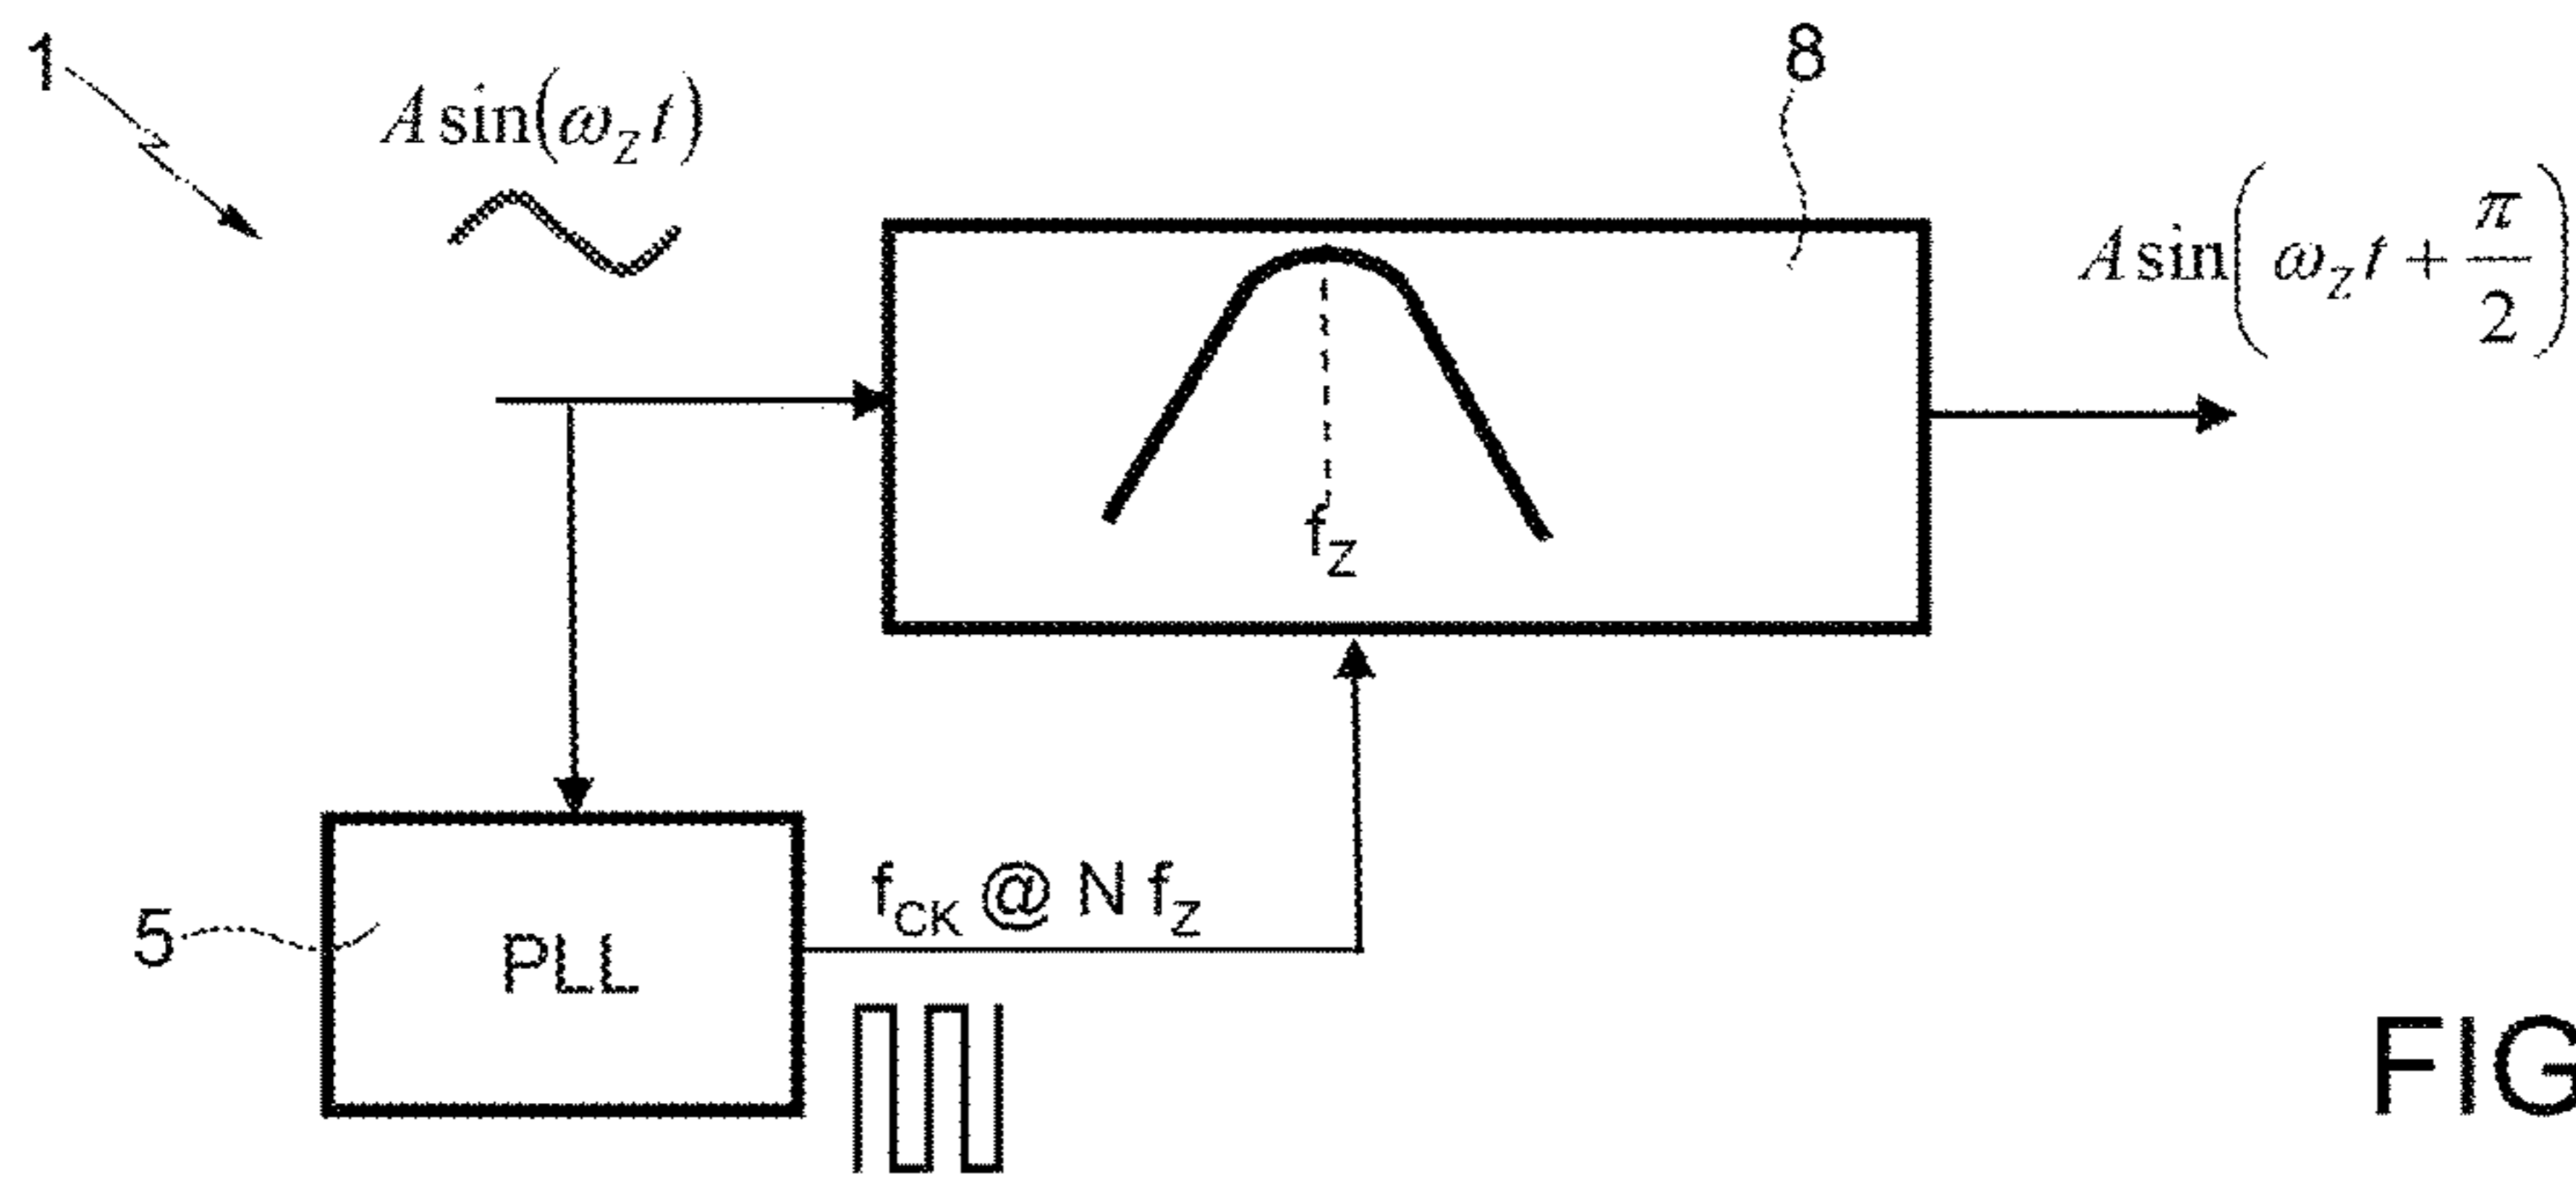 1
A sin(ω_Z t)
8
A sin(ω_Z t + π/2)
f_Z
5
PLL
f_CK @ N f_Z
FIG